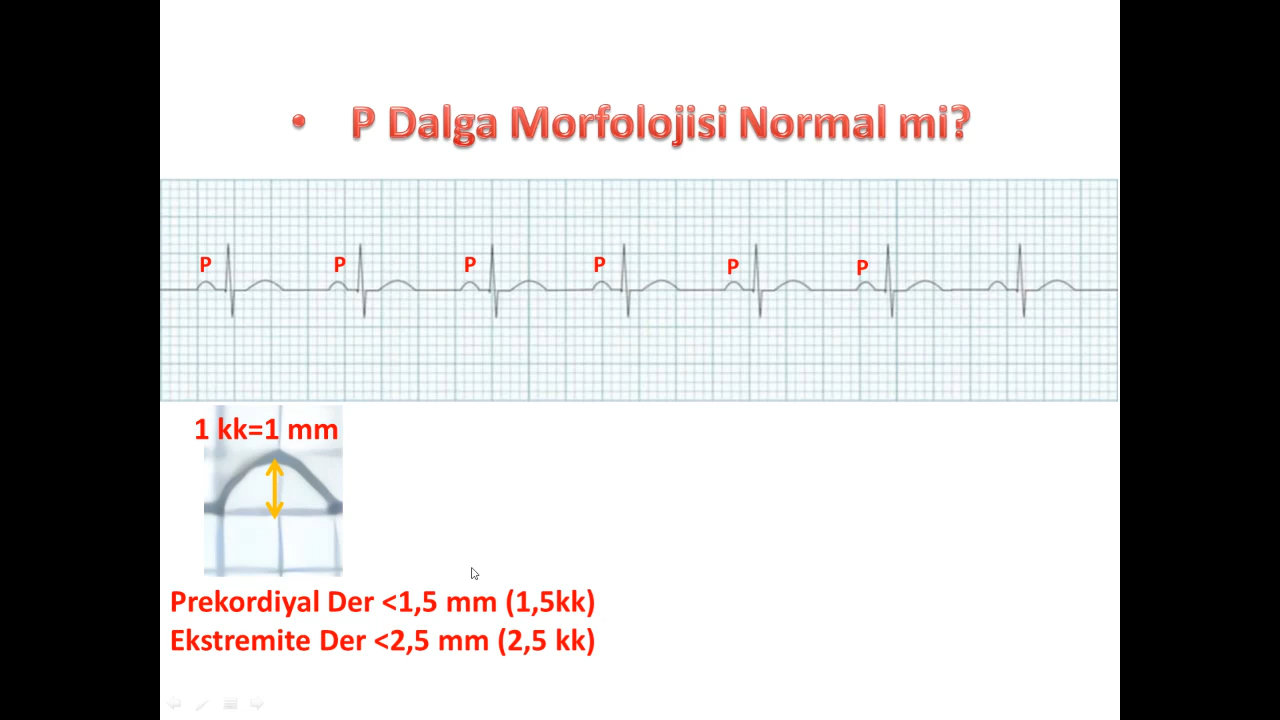 • P Dalga Morfolojisi Normal mi?
P P P P P P
1 kk=1 mm
Prekordiyal Der <1,5 mm (1,5kk)
Ekstremite Der <2,5 mm (2,5 kk)